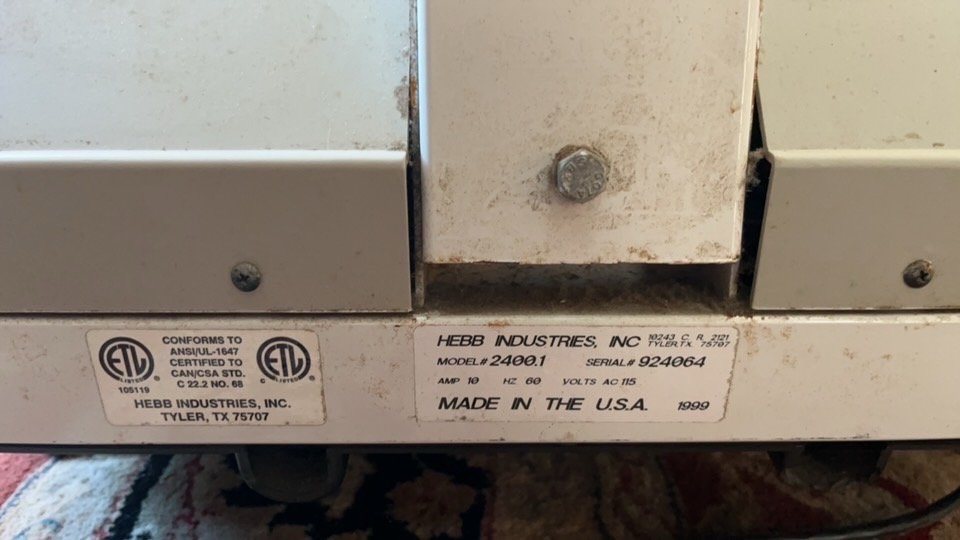 ETL
LISTED
105119
CONFORMS TO
ANSI/UL-1647
CERTIFIED TO
CAN/CSA STD.
C 22.2 NO. 68
ETL
C LISTED
HEBB INDUSTRIES, INC.
TYLER, TX 75707
HEBB INDUSTRIES, INC 10243 C. R. 2121
TYLER,TX. 75707
MODEL# 2400.1 SERIAL# 924064
AMP 10 HZ 60 VOLTS AC 115
MADE IN THE U.S.A. 1999